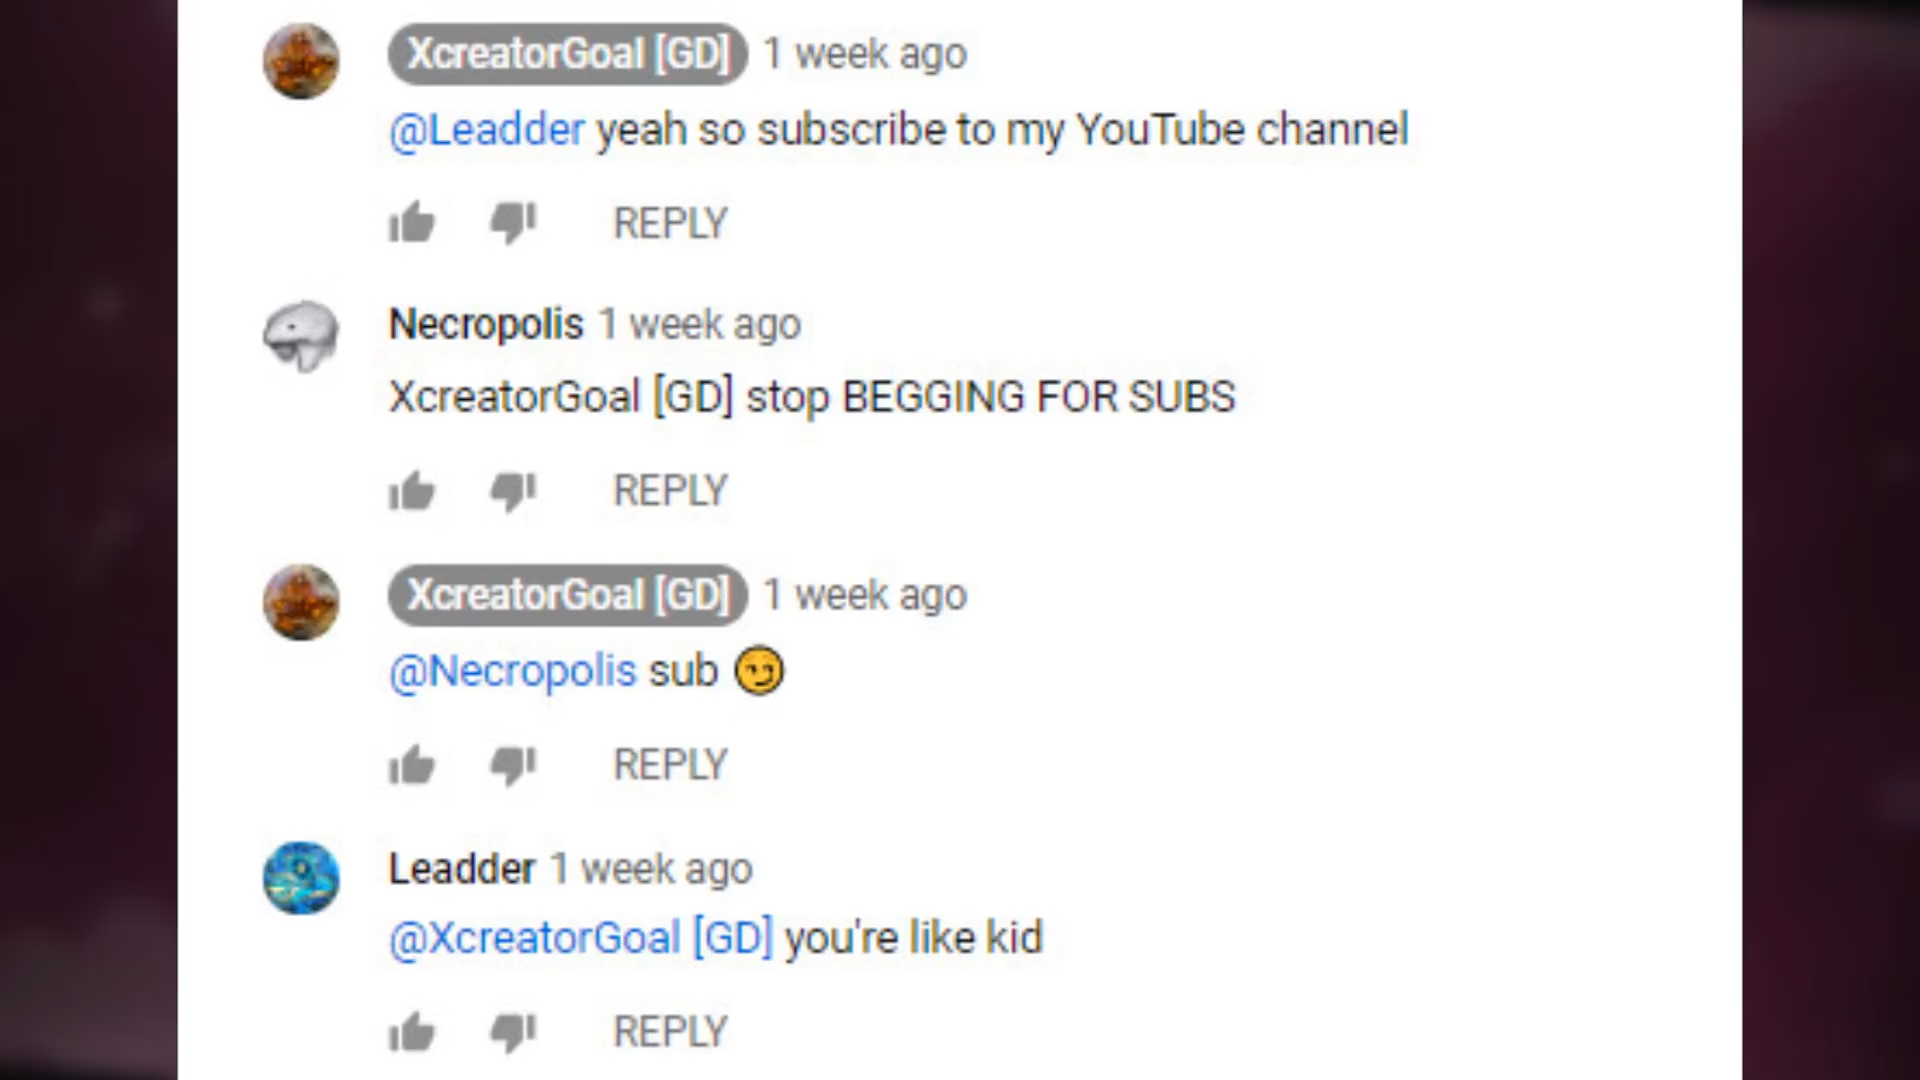 XcreatorGoal [GD] 1 week ago
@Leadder yeah so subscribe to my YouTube channel
REPLY
Necropolis 1 week ago
XcreatorGoal [GD] stop BEGGING FOR SUBS
REPLY
XcreatorGoal [GD] 1 week ago
@Necropolis sub 😏
REPLY
Leadder 1 week ago
@XcreatorGoal [GD] you're like kid
REPLY